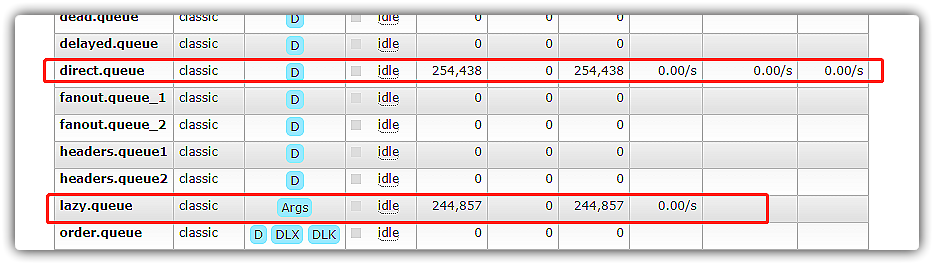 dead.queue classic D idle 0 0 0
delayed.queue classic D idle 0 0 0
direct.queue classic D idle 254,438 0 254,438 0.00/s 0.00/s 0.00/s
fanout.queue_1 classic D idle 0 0 0
fanout.queue_2 classic D idle 0 0 0
headers.queue1 classic D idle 0 0 0
headers.queue2 classic D idle 0 0 0
lazy.queue classic Args idle 244,857 0 244,857 0.00/s
order.queue classic D DLX DLK idle 0 0 0